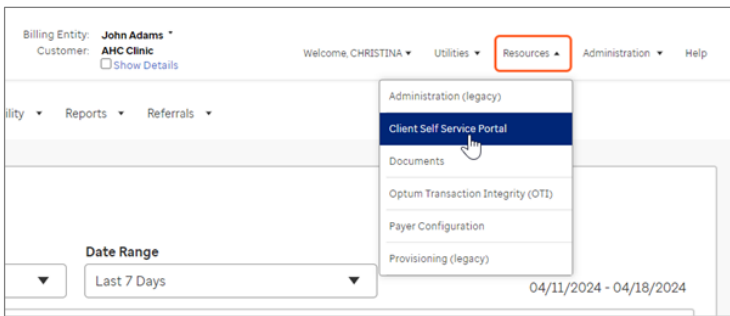 Billing Entity: John Adams
Customer: AHC Clinic
Show Details
Welcome, CHRISTINA Utilities Resources Administration Help
ility Reports Referrals
Administration (legacy)
Client Self Service Portal
Documents
Optum Transaction Integrity (OTI)
Payer Configuration
Provisioning (legacy)
Date Range
Last 7 Days
04/11/2024 - 04/18/2024